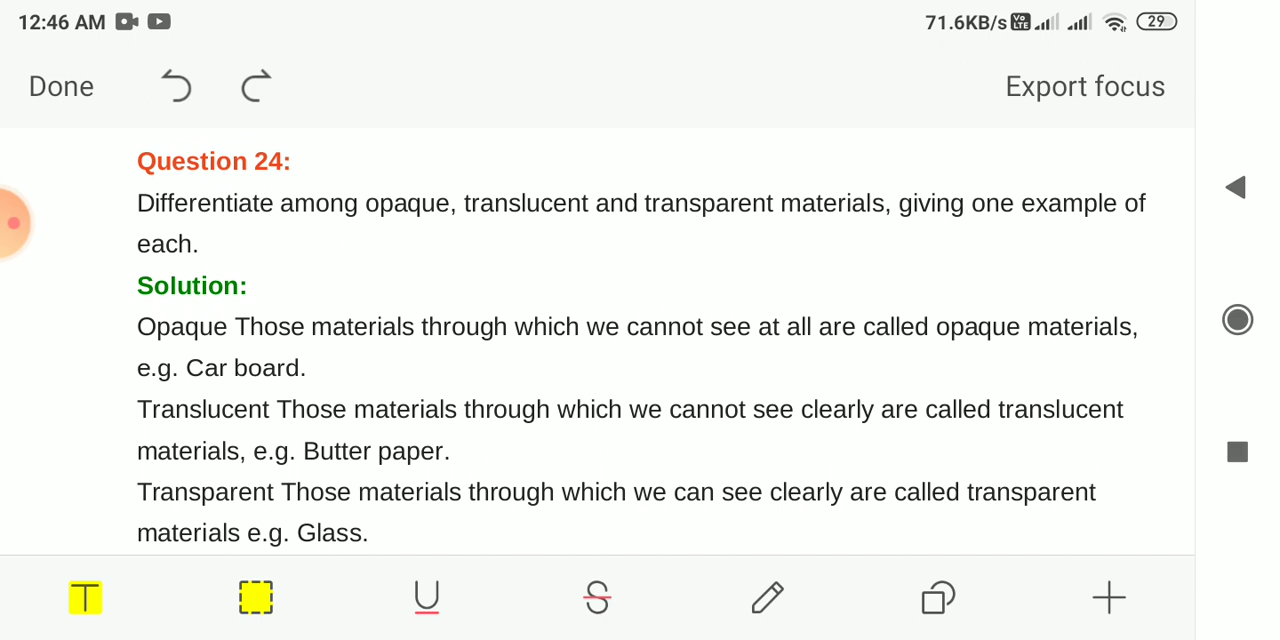 12:46 AM 71.6KB/s Vo LTE 29
Done Export focus
Question 24:
Differentiate among opaque, translucent and transparent materials, giving one example of
each.
Solution:
Opaque Those materials through which we cannot see at all are called opaque materials,
e.g. Car board.
Translucent Those materials through which we cannot see clearly are called translucent
materials, e.g. Butter paper.
Transparent Those materials through which we can see clearly are called transparent
materials e.g. Glass.
T U S